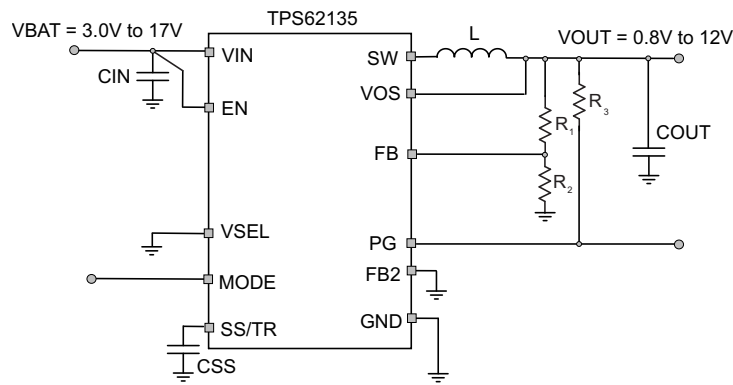 TPS62135
VBAT = 3.0V to 17V
VOUT = 0.8V to 12V
L
VIN
SW
CIN
VOS
EN
R3
R1
COUT
FB
R2
VSEL
PG
MODE
FB2
SS/TR
GND
CSS